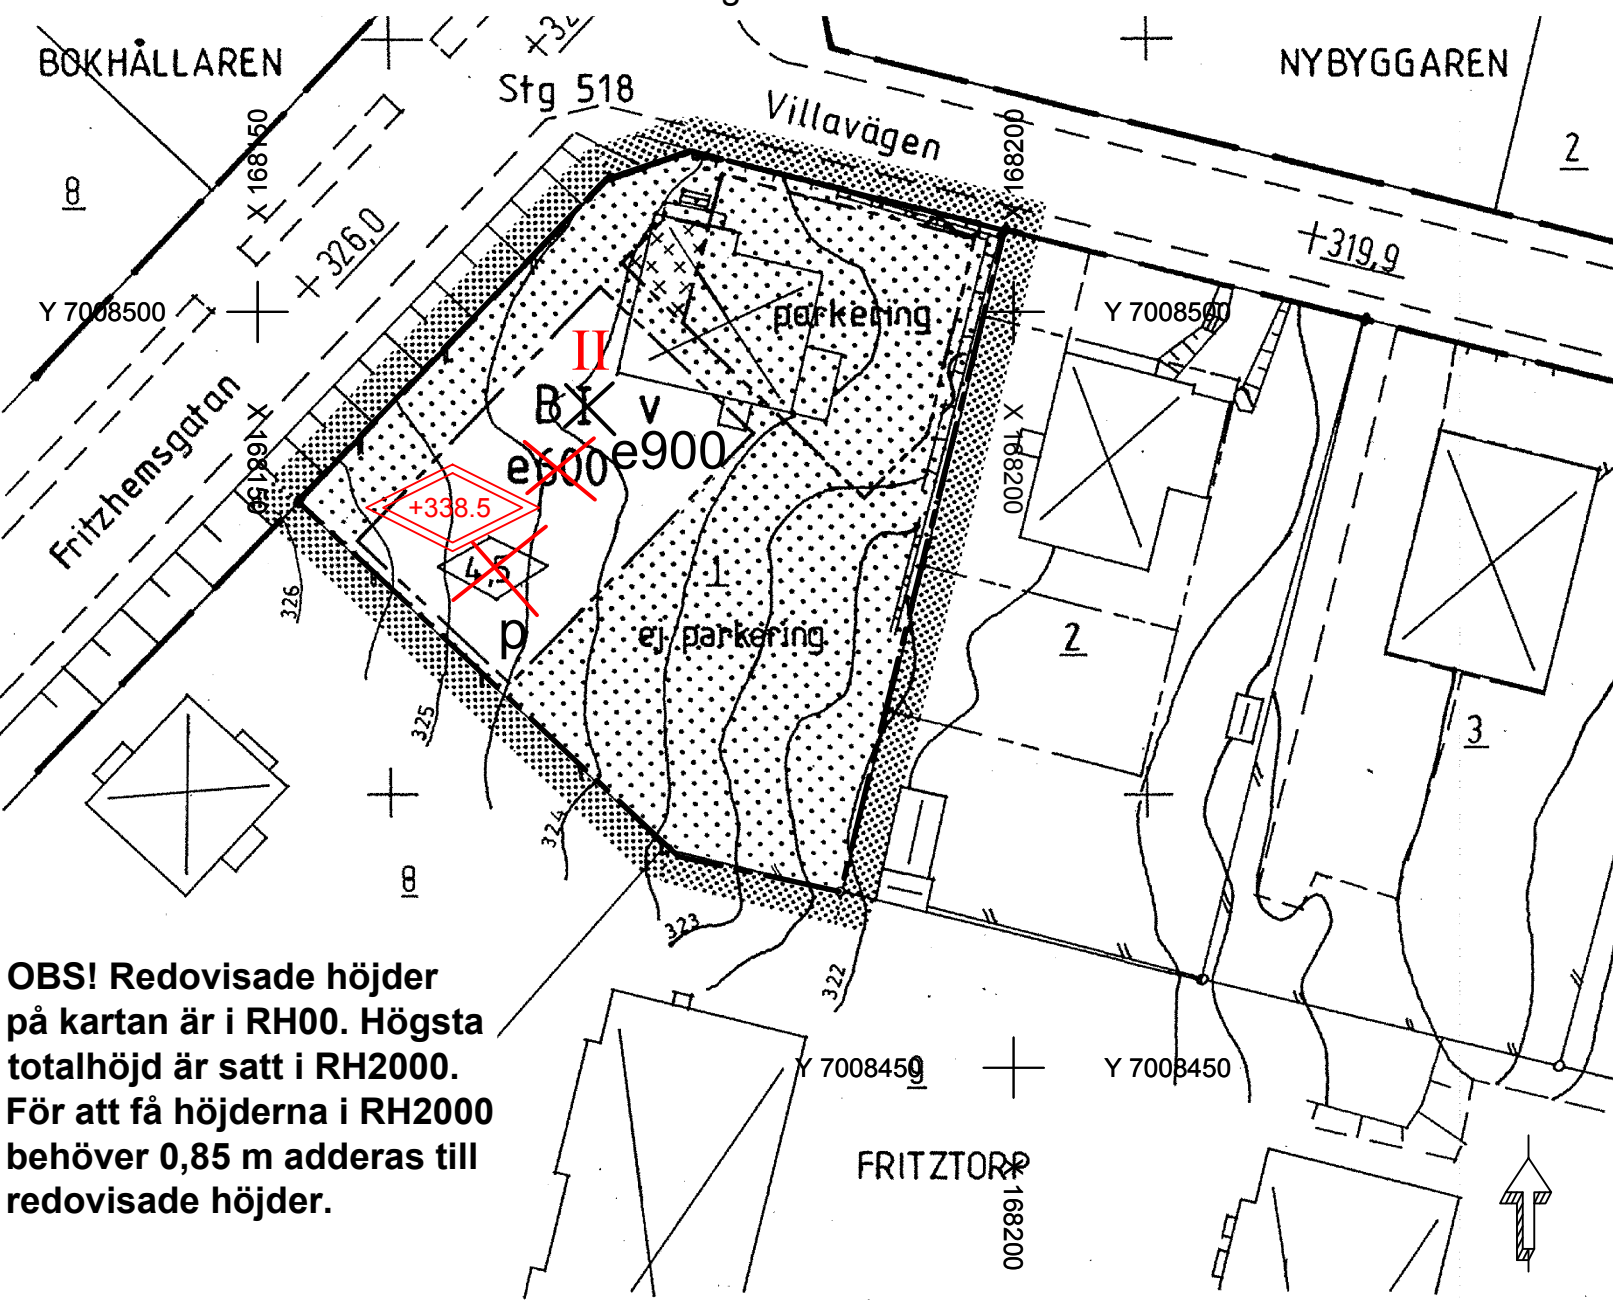 BOKHÅLLAREN
NYBYGGAREN
Stg 518
Villavägen
X 168150
X 168200
2
8
+326,0
+319,9
Y 7008500
parkering
Y 7008500
II
B I v
e600 e900
Fritzhemsgatan
X 168150
X 168200
+338.5
4,5
1
326
p
ej parkering
2
325
3
324
8
323
322
OBS! Redovisade höjder
på kartan är i RH00. Högsta
totalhöjd är satt i RH2000.
För att få höjderna i RH2000
behöver 0,85 m adderas till
redovisade höjder.
Y 7008450
9
Y 7008450
FRITZTORP
X 168200